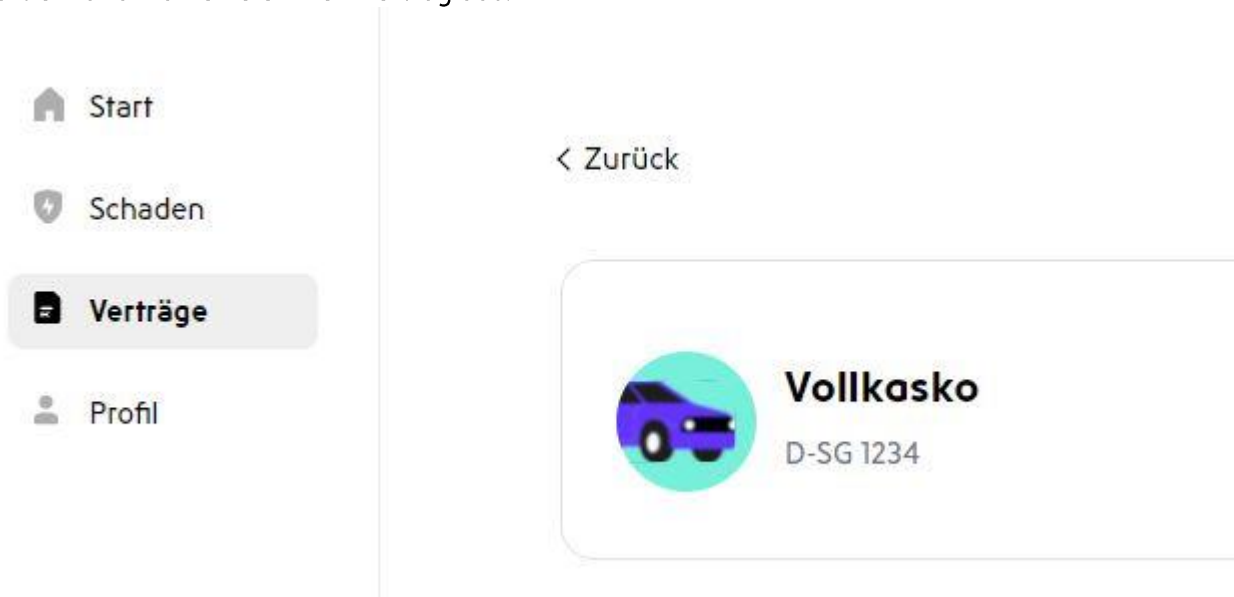 Start
Schaden
Verträge
Profil
< Zurück
Vollkasko
D-SG 1234